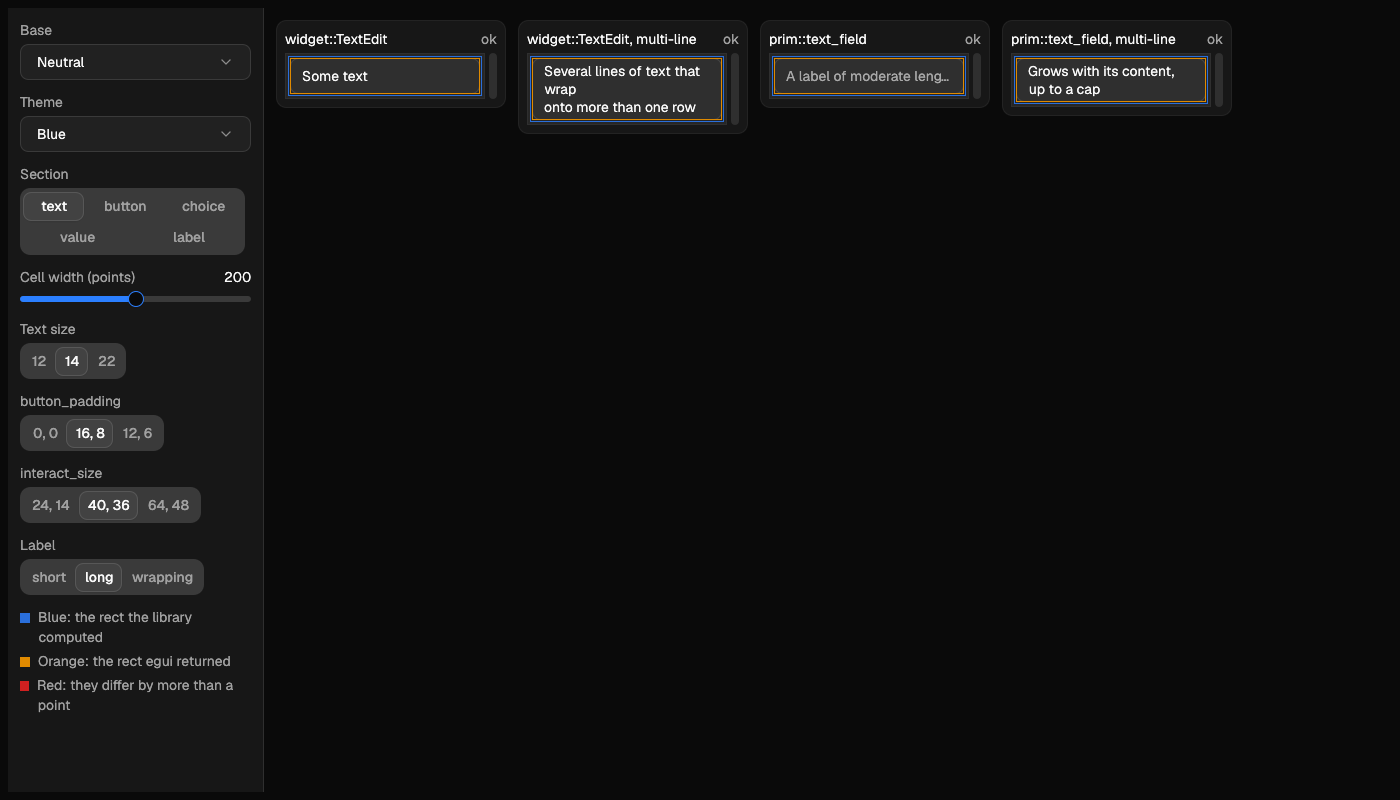 Base
Neutral
Theme
Blue
Section
text button choice
value label
Cell width (points) 200
Text size
12 14 22
button_padding
0, 0 16, 8 12, 6
interact_size
24, 14 40, 36 64, 48
Label
short long wrapping
Blue: the rect the library
computed
Orange: the rect egui returned
Red: they differ by more than a
point
widget::TextEdit ok
Some text
widget::TextEdit, multi-line ok
Several lines of text that
wrap
onto more than one row
prim::text_field ok
A label of moderate leng…
prim::text_field, multi-line ok
Grows with its content,
up to a cap